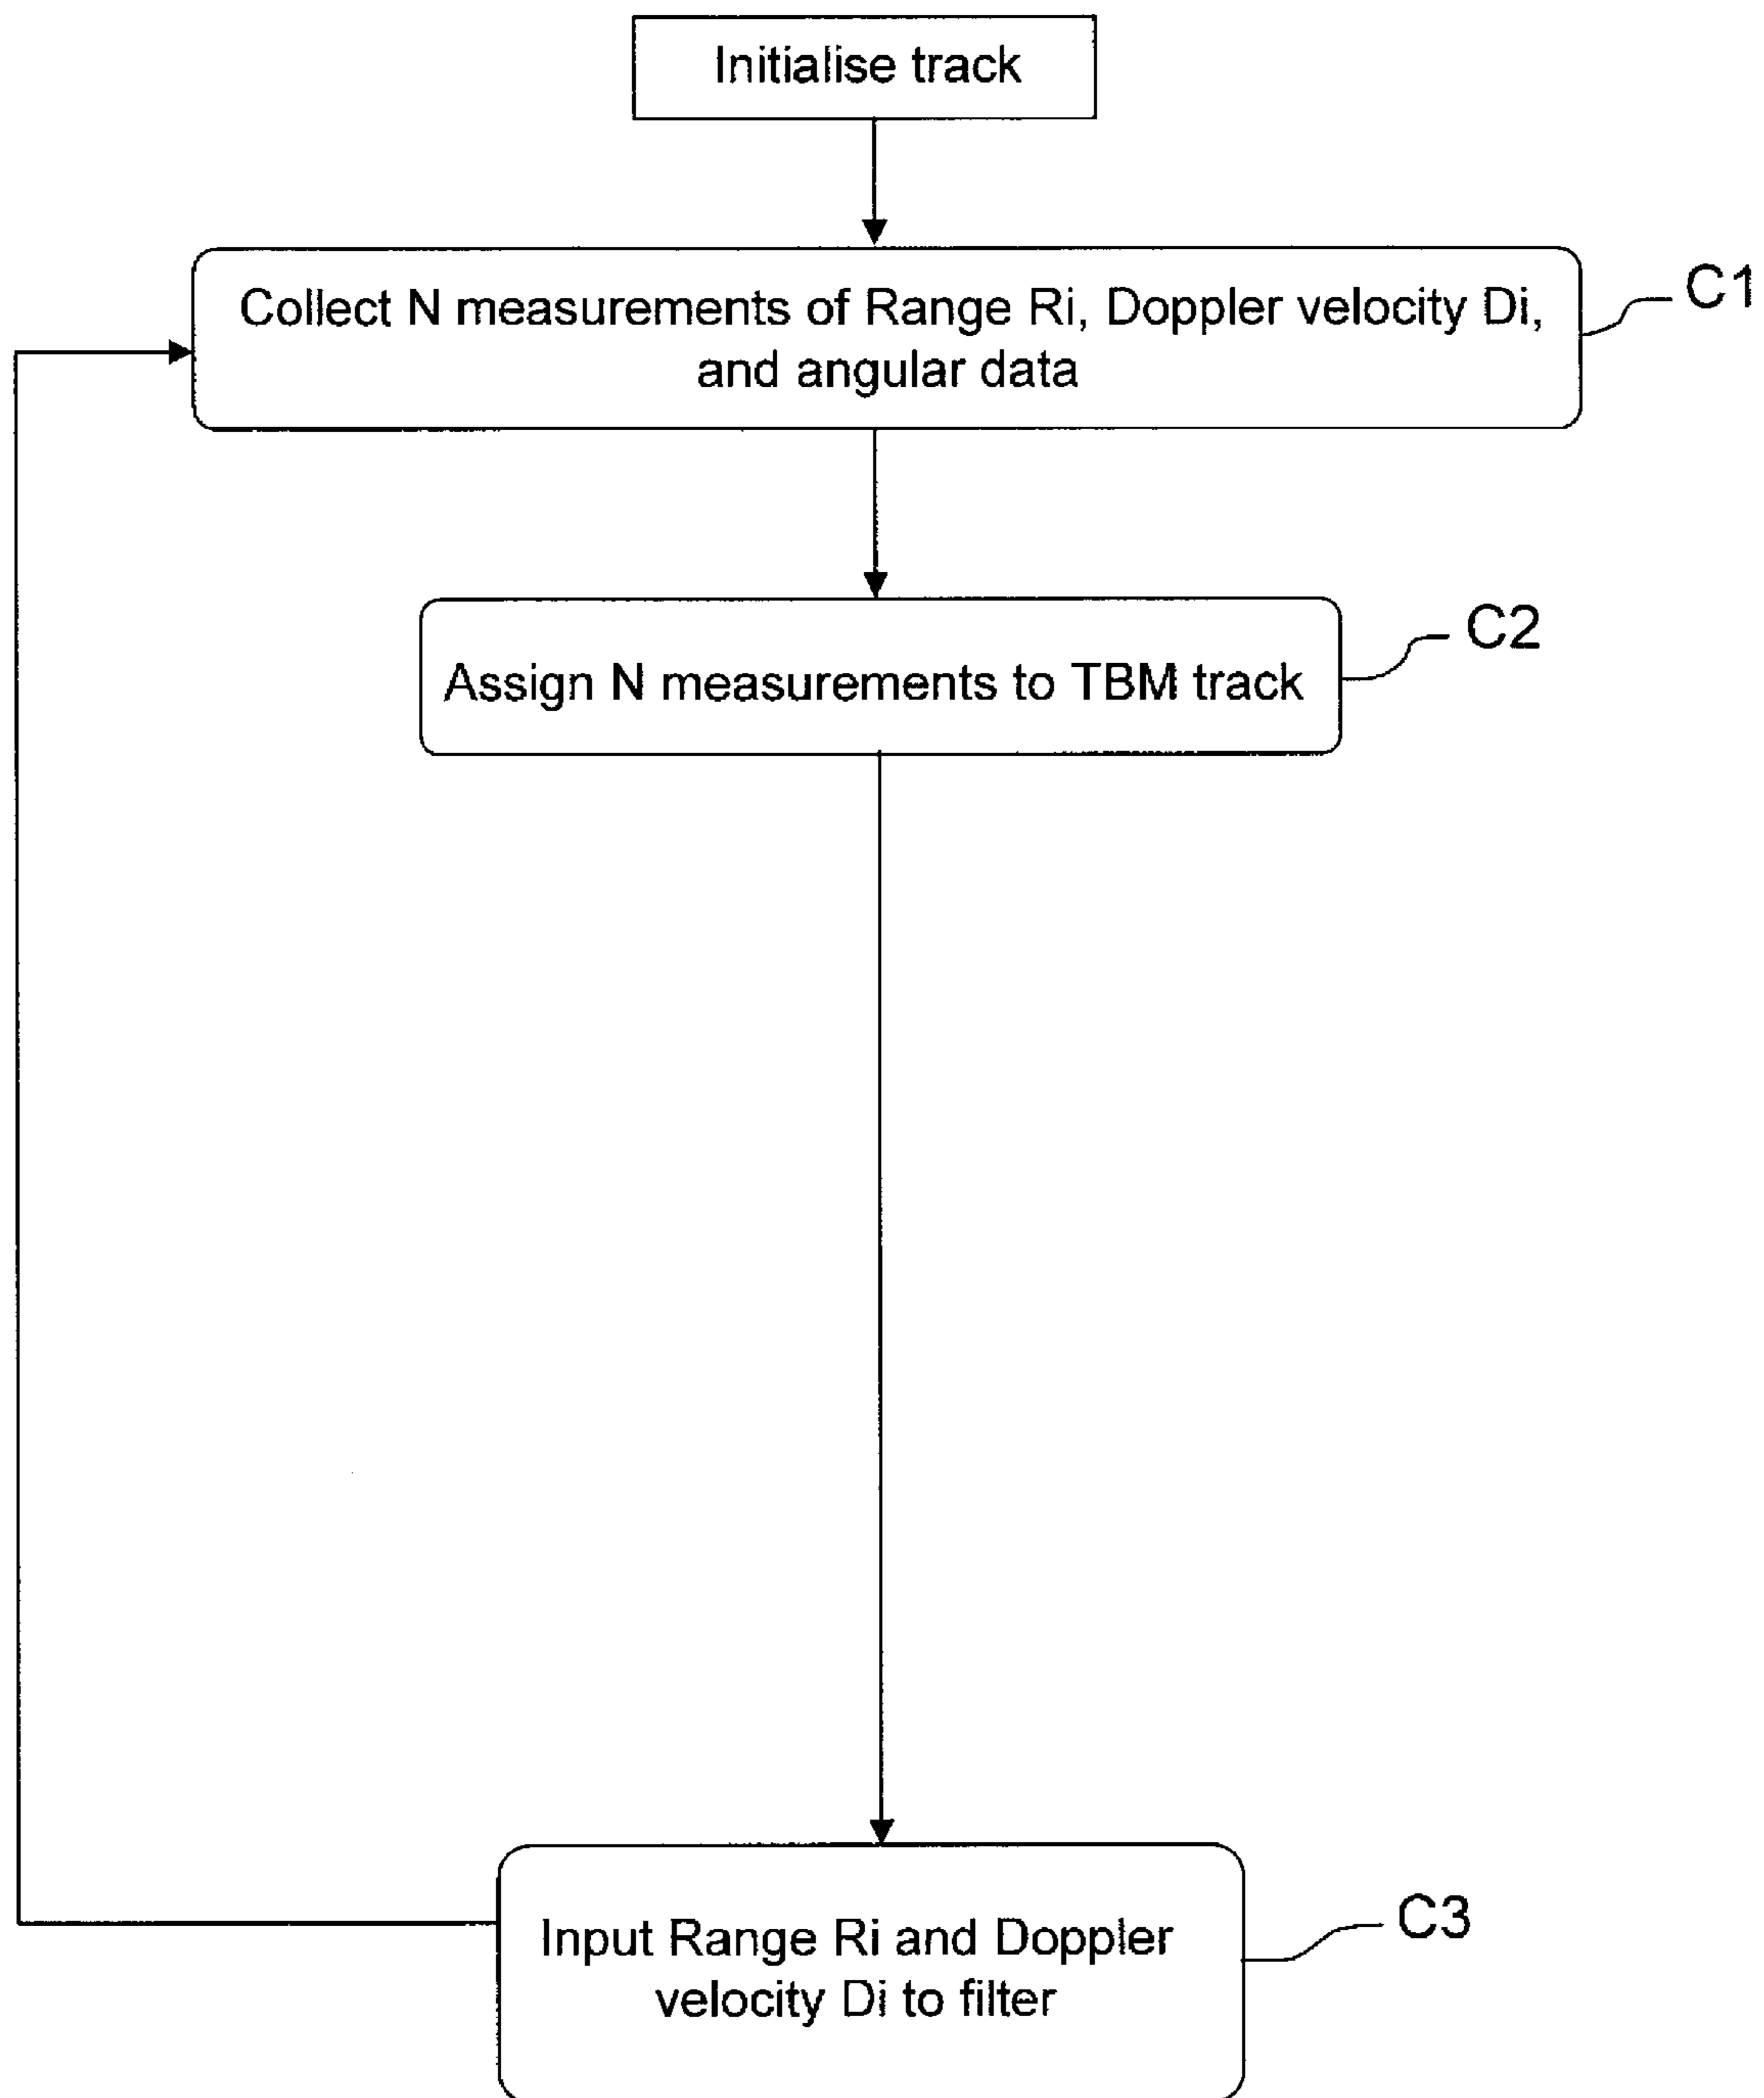 Initialise track
Collect N measurements of Range Ri, Doppler velocity Di,
and angular data
C1
Assign N measurements to TBM track
C2
Input Range Ri and Doppler
velocity Di to filter
C3